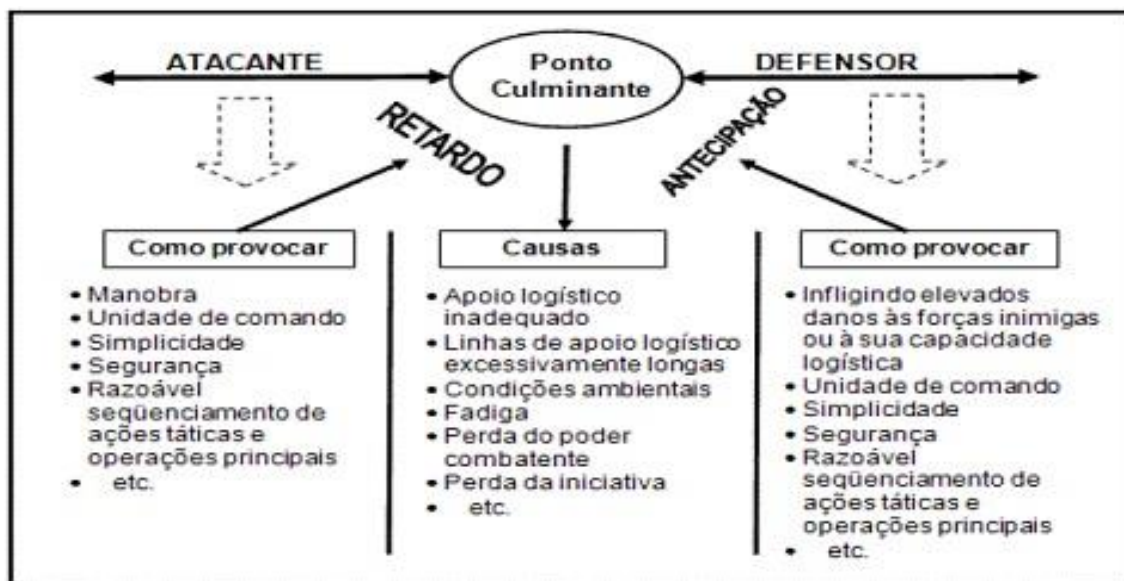 ATACANTE
Ponto
Culminante
DEFENSOR
RETARDO
ANTECIPAÇÃO
Como provocar
• Manobra
• Unidade de comando
• Simplicidade
• Segurança
• Razoável
seqüenciamento de
ações táticas e
operações principais
• etc.
Causas
• Apoio logístico
inadequado
• Linhas de apoio logístico
excessivamente longas
• Condições ambientais
• Fadiga
• Perda do poder
combatente
• Perda da iniciativa
• etc.
Como provocar
• Infligindo elevados
danos às forças inimigas
ou à sua capacidade
logística
• Unidade de comando
• Simplicidade
• Segurança
• Razoável
seqüenciamento de
ações táticas e
operações principais
• etc.